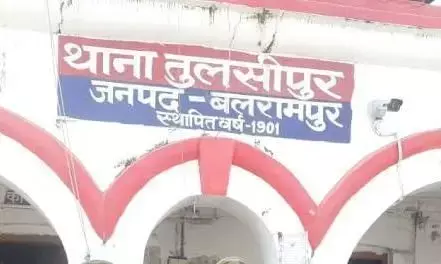 थाना तुलसीपुर
जनपद - बलरामपुर
स्थापित वर्ष-1901